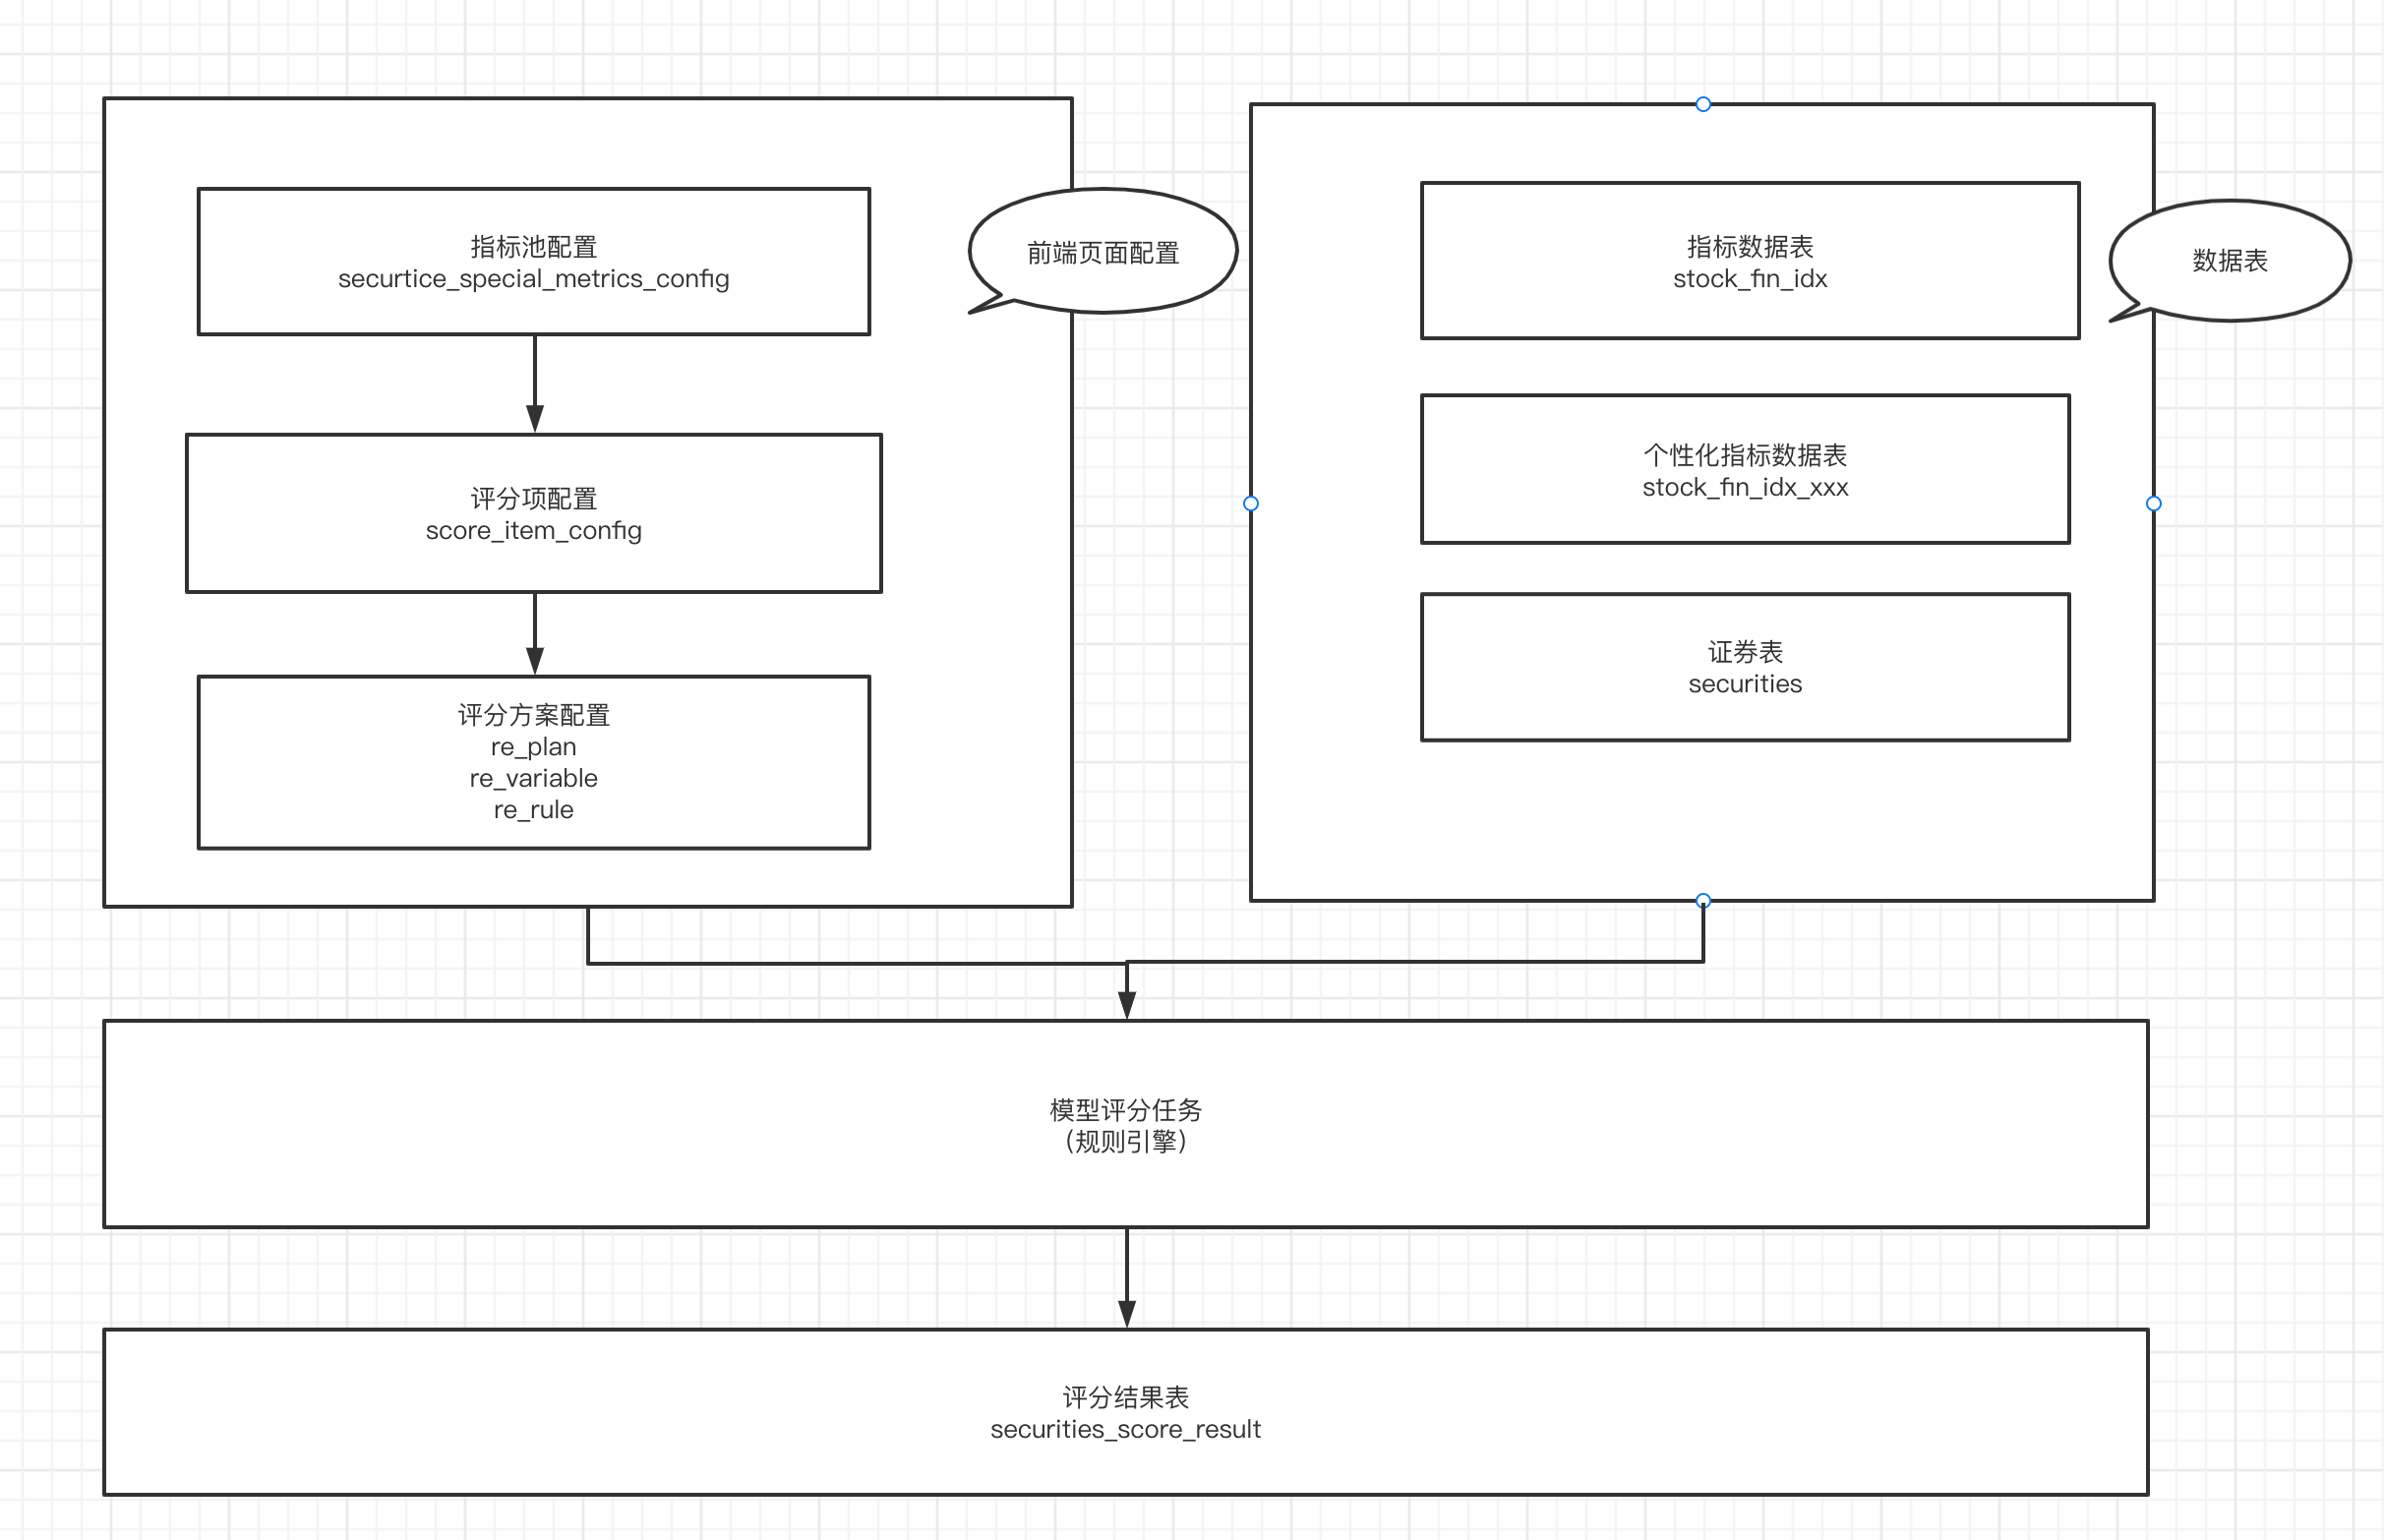 指标池配置
securtice_special_metrics_config
前端页面配置
评分项配置
score_item_config
评分方案配置
re_plan
re_variable
re_rule
指标数据表
stock_fin_idx
数据表
个性化指标数据表
stock_fin_idx_xxx
证券表
securities
模型评分任务
（规则引擎）
评分结果表
securities_score_result